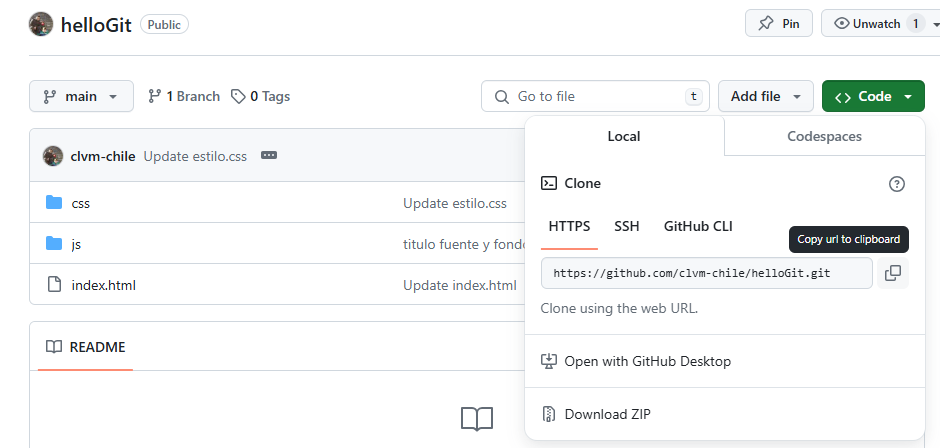 helloGit Public Pin Unwatch 1
main 1 Branch 0 Tags Go to file t Add file Code
Local Codespaces
clvm-chile Update estilo.css
Clone
css Update estilo.css
HTTPS SSH GitHub CLI
Copy url to clipboard
js titulo fuente y fond
https://github.com/clvm-chile/helloGit.git
index.html Update index.html
Clone using the web URL.
README
Open with GitHub Desktop
Download ZIP